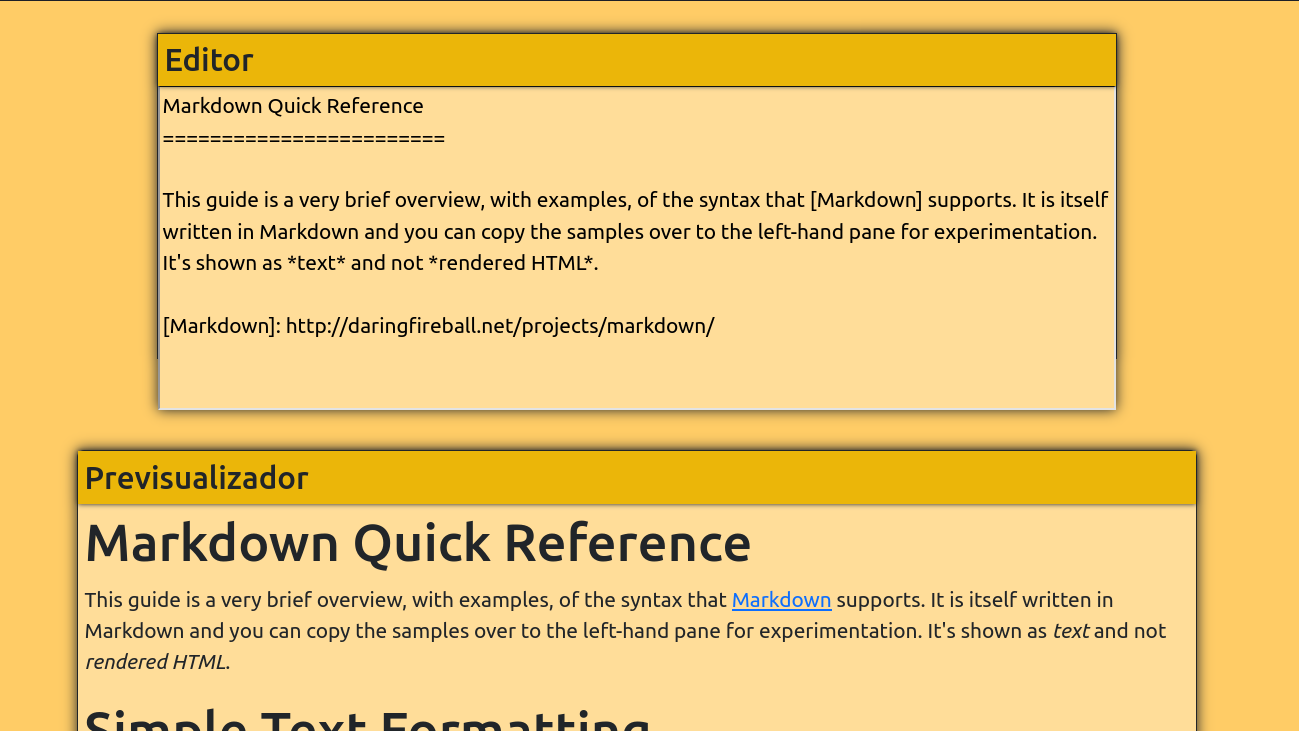 Editor
Markdown Quick Reference
========================
This guide is a very brief overview, with examples, of the syntax that [Markdown] supports. It is itself
written in Markdown and you can copy the samples over to the left-hand pane for experimentation.
It's shown as *text* and not *rendered HTML*.
[Markdown]: http://daringfireball.net/projects/markdown/
Previsualizador
Markdown Quick Reference
This guide is a very brief overview, with examples, of the syntax that Markdown supports. It is itself written in
Markdown and you can copy the samples over to the left-hand pane for experimentation. It's shown as text and not
rendered HTML.
Simple Text Formatting